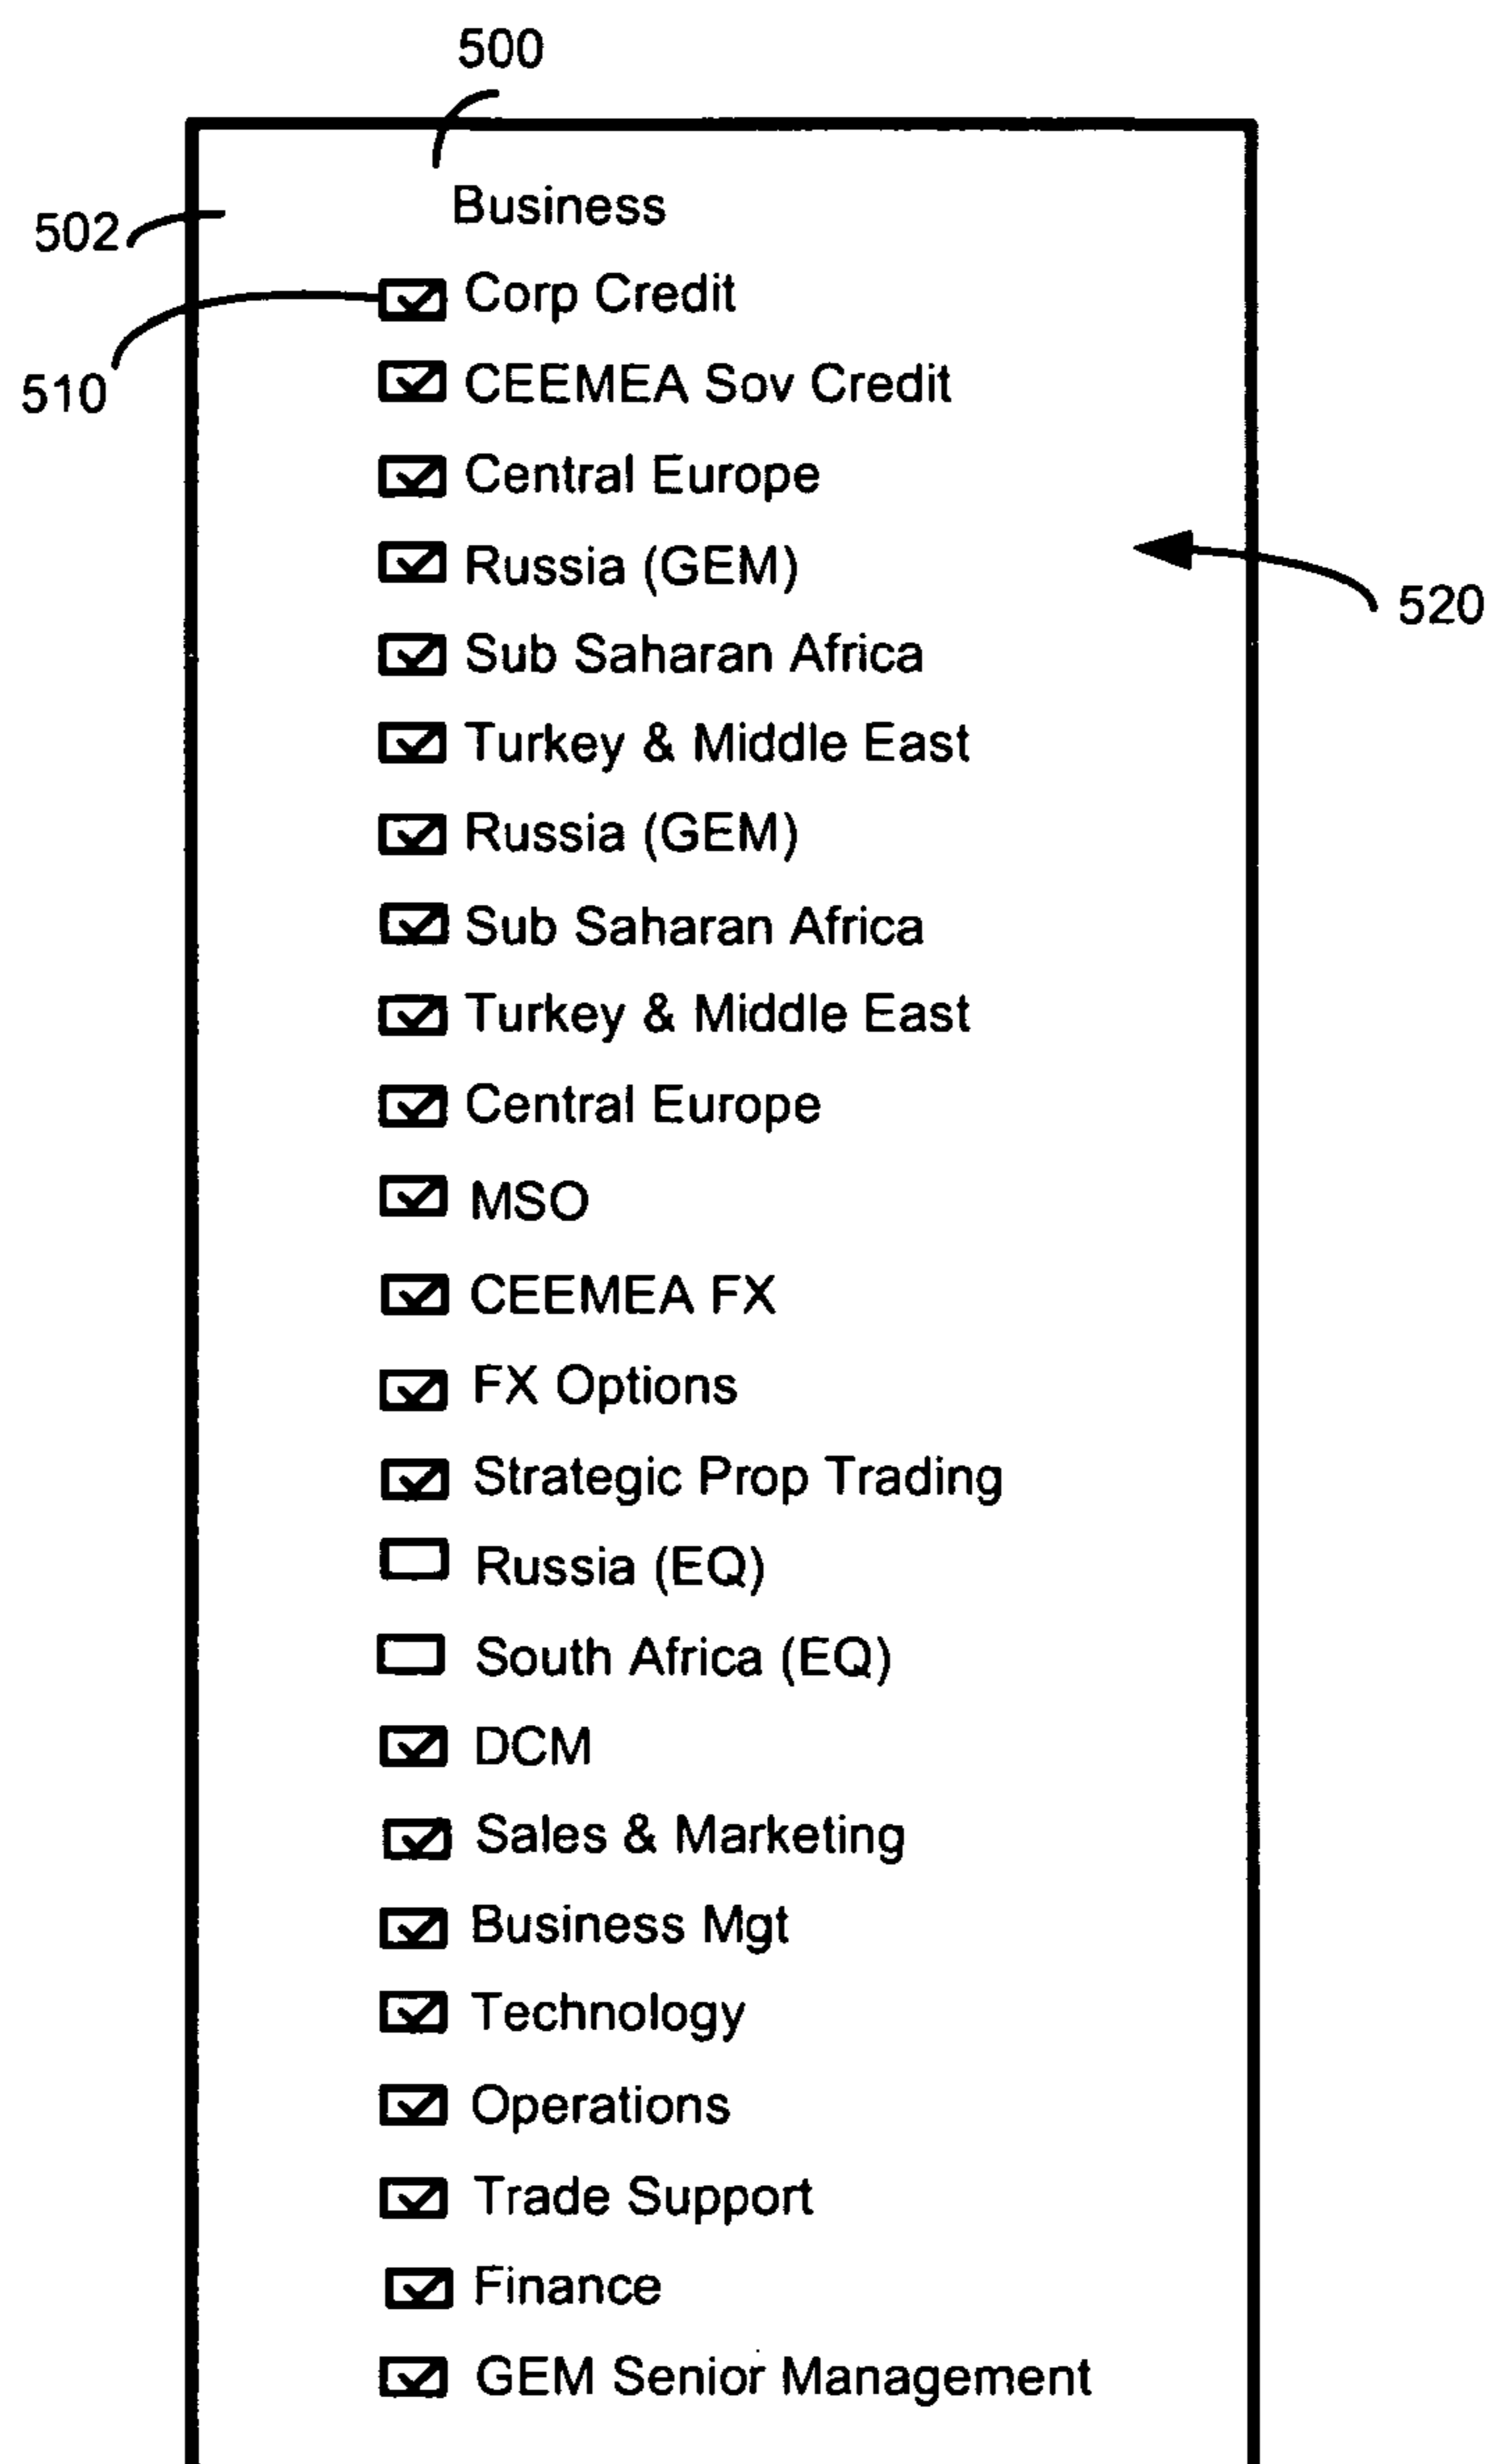 500
Business
502
Corp Credit
510
CEEMEA Sov Credit
Central Europe
Russia (GEM)
520
Sub Saharan Africa
Turkey & Middle East
Russia (GEM)
Sub Saharan Africa
Turkey & Middle East
Central Europe
MSO
CEEMEA FX
FX Options
Strategic Prop Trading
Russia (EQ)
South Africa (EQ)
DCM
Sales & Marketing
Business Mgt
Technology
Operations
Trade Support
Finance
GEM Senior Management